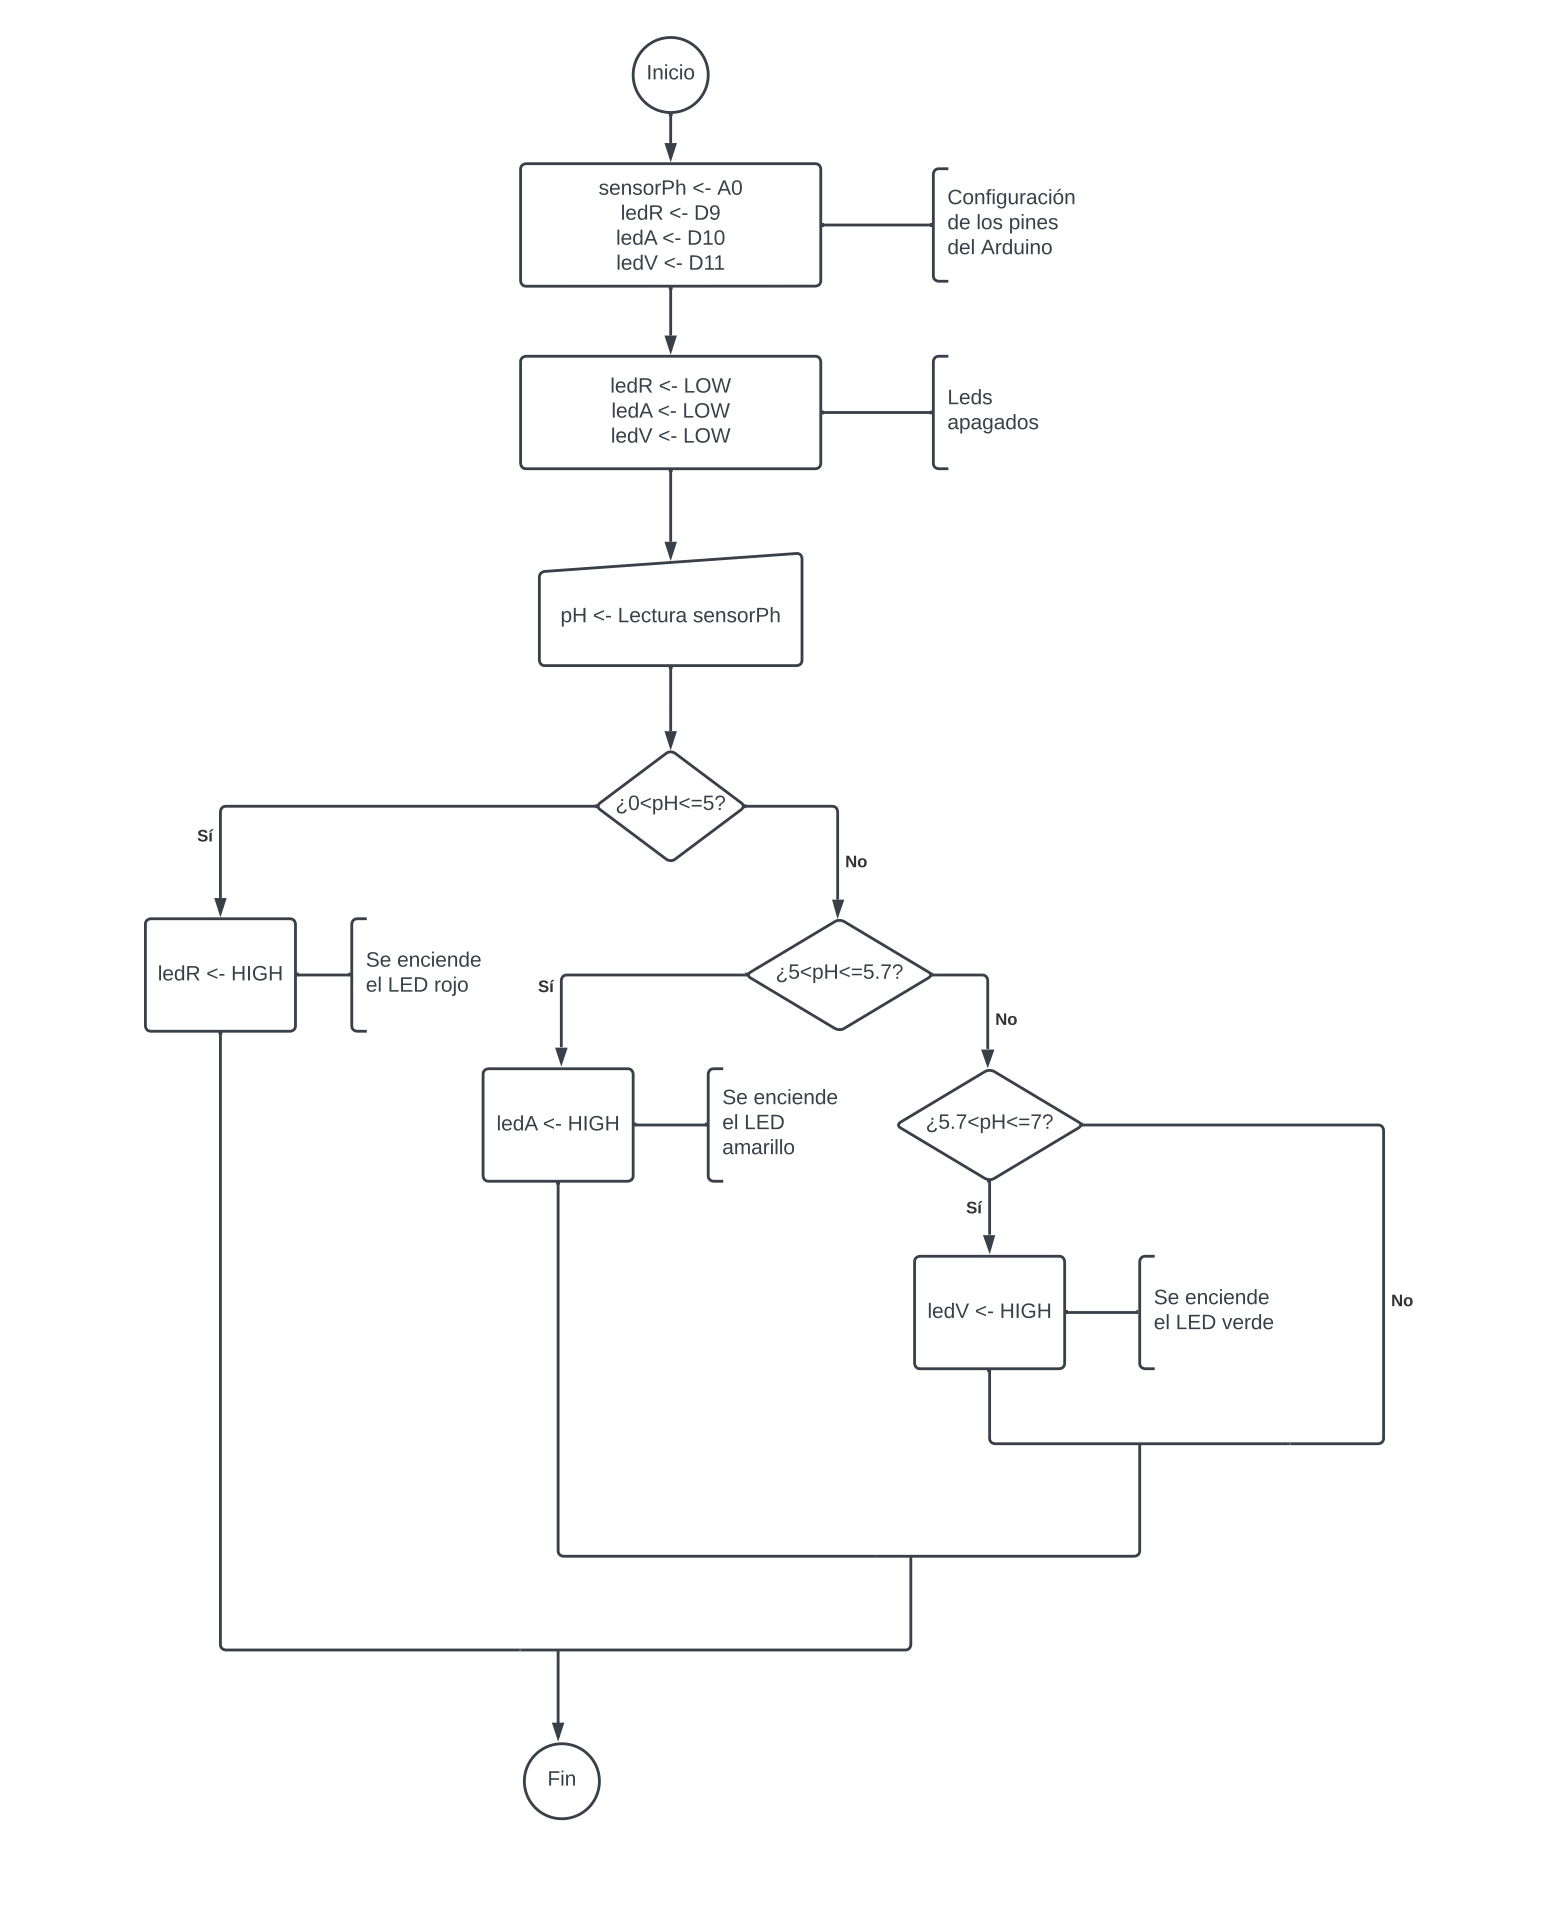 Inicio
sensorPh <- A0
ledR <- D9
ledA <- D10
ledV <- D11
Configuración
de los pines
del Arduino
ledR <- LOW
ledA <- LOW
ledV <- LOW
Leds
apagados
pH <- Lectura sensorPh
¿0<pH<=5?
Sí
No
ledR <- HIGH
Se enciende
el LED rojo
¿5<pH<=5.7?
Sí
No
ledA <- HIGH
Se enciende
el LED
amarillo
¿5.7<pH<=7?
Sí
No
ledV <- HIGH
Se enciende
el LED verde
Fin